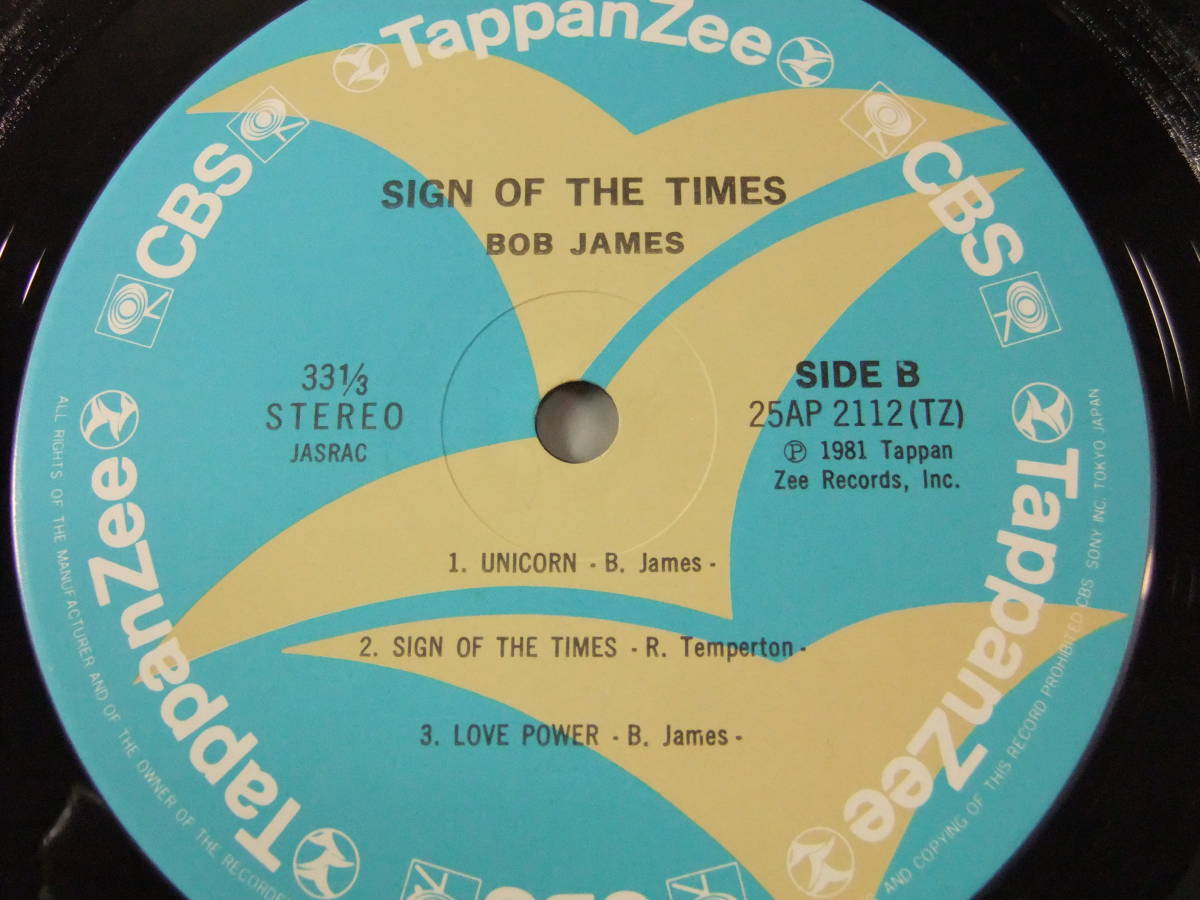 TappanZee
CBS
CBS
SIGN OF THE TIMES
BOB JAMES
33⅓
STEREO
JASRAC
SIDE B
25AP 2112(TZ)
Ⓟ 1981 Tappan
Zee Records, Inc.
1. UNICORN - B. James -
2. SIGN OF THE TIMES - R. Temperton -
3. LOVE POWER - B. James -
TappanZee
TappanZee
TappanZee
CBS
ALL RIGHTS OF THE MANUFACTURER AND OF THE OWNER OF THE RECORDED
AND COPYING OF THIS RECORD PROHIBITED CBS SONY INC. TOKYO JAPAN